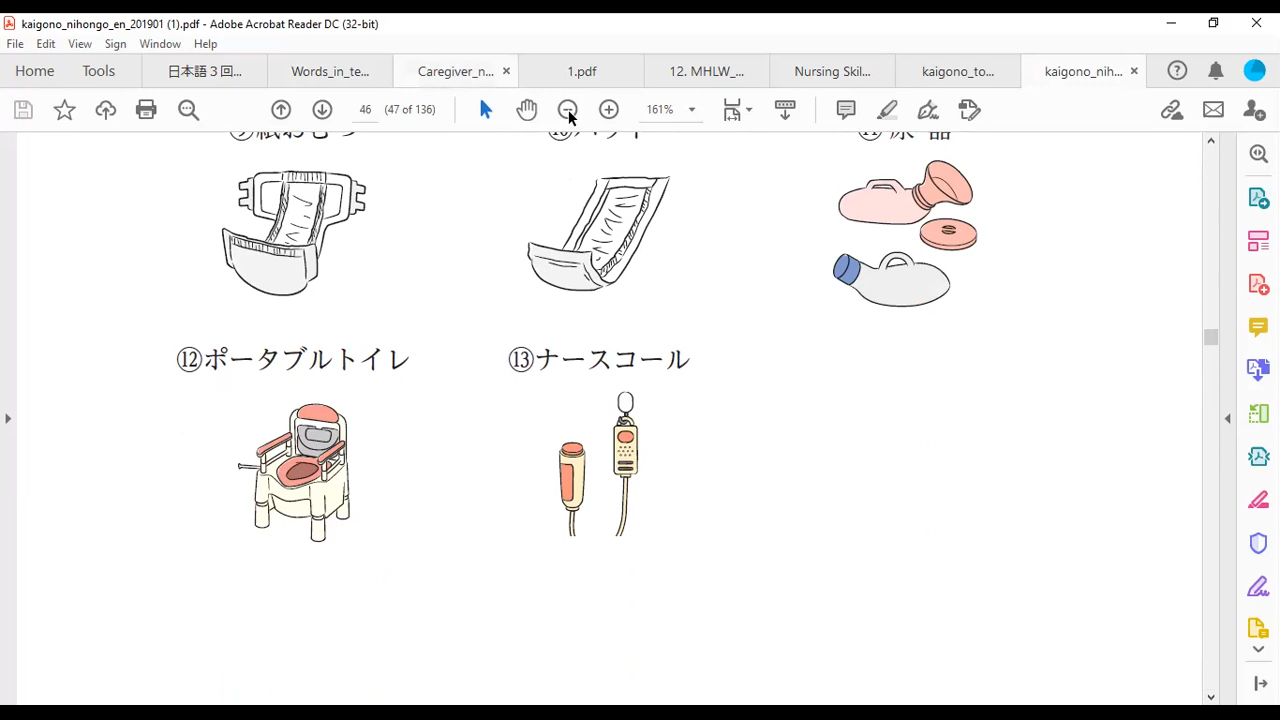 kaigono_nihongo_en_201901 (1).pdf - Adobe Acrobat Reader DC (32-bit)
File Edit View Sign Window Help
Home Tools 日本語３回... Words_in_te... Caregiver_n... 1.pdf 12. MHLW_... Nursing Skil... kaigono_to... kaigono_nih...
46 (47 of 136) 161%
⑫ポータブルトイレ ⑬ナースコール